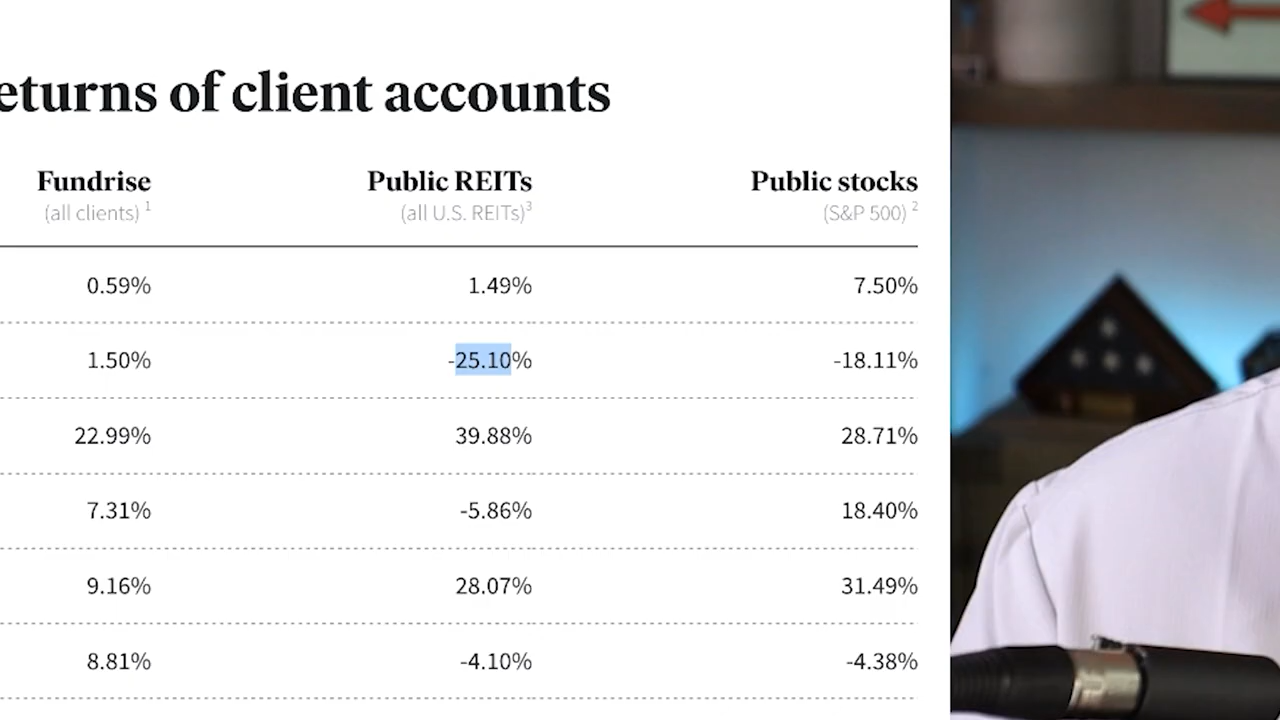 eturns of client accounts
Fundrise Public REITs Public stocks
(all clients) 1 (all U.S. REITs)3 (S&P 500) 2
0.59% 1.49% 7.50%
1.50% -25.10% -18.11%
22.99% 39.88% 28.71%
7.31% -5.86% 18.40%
9.16% 28.07% 31.49%
8.81% -4.10% -4.38%